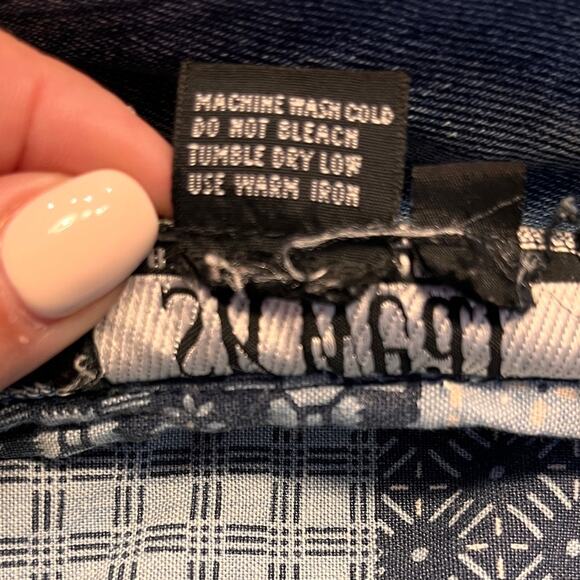 MACHINE WASH COLD
DO NOT BLEACH
TUMBLE DRY LOW
USE WARM IRON